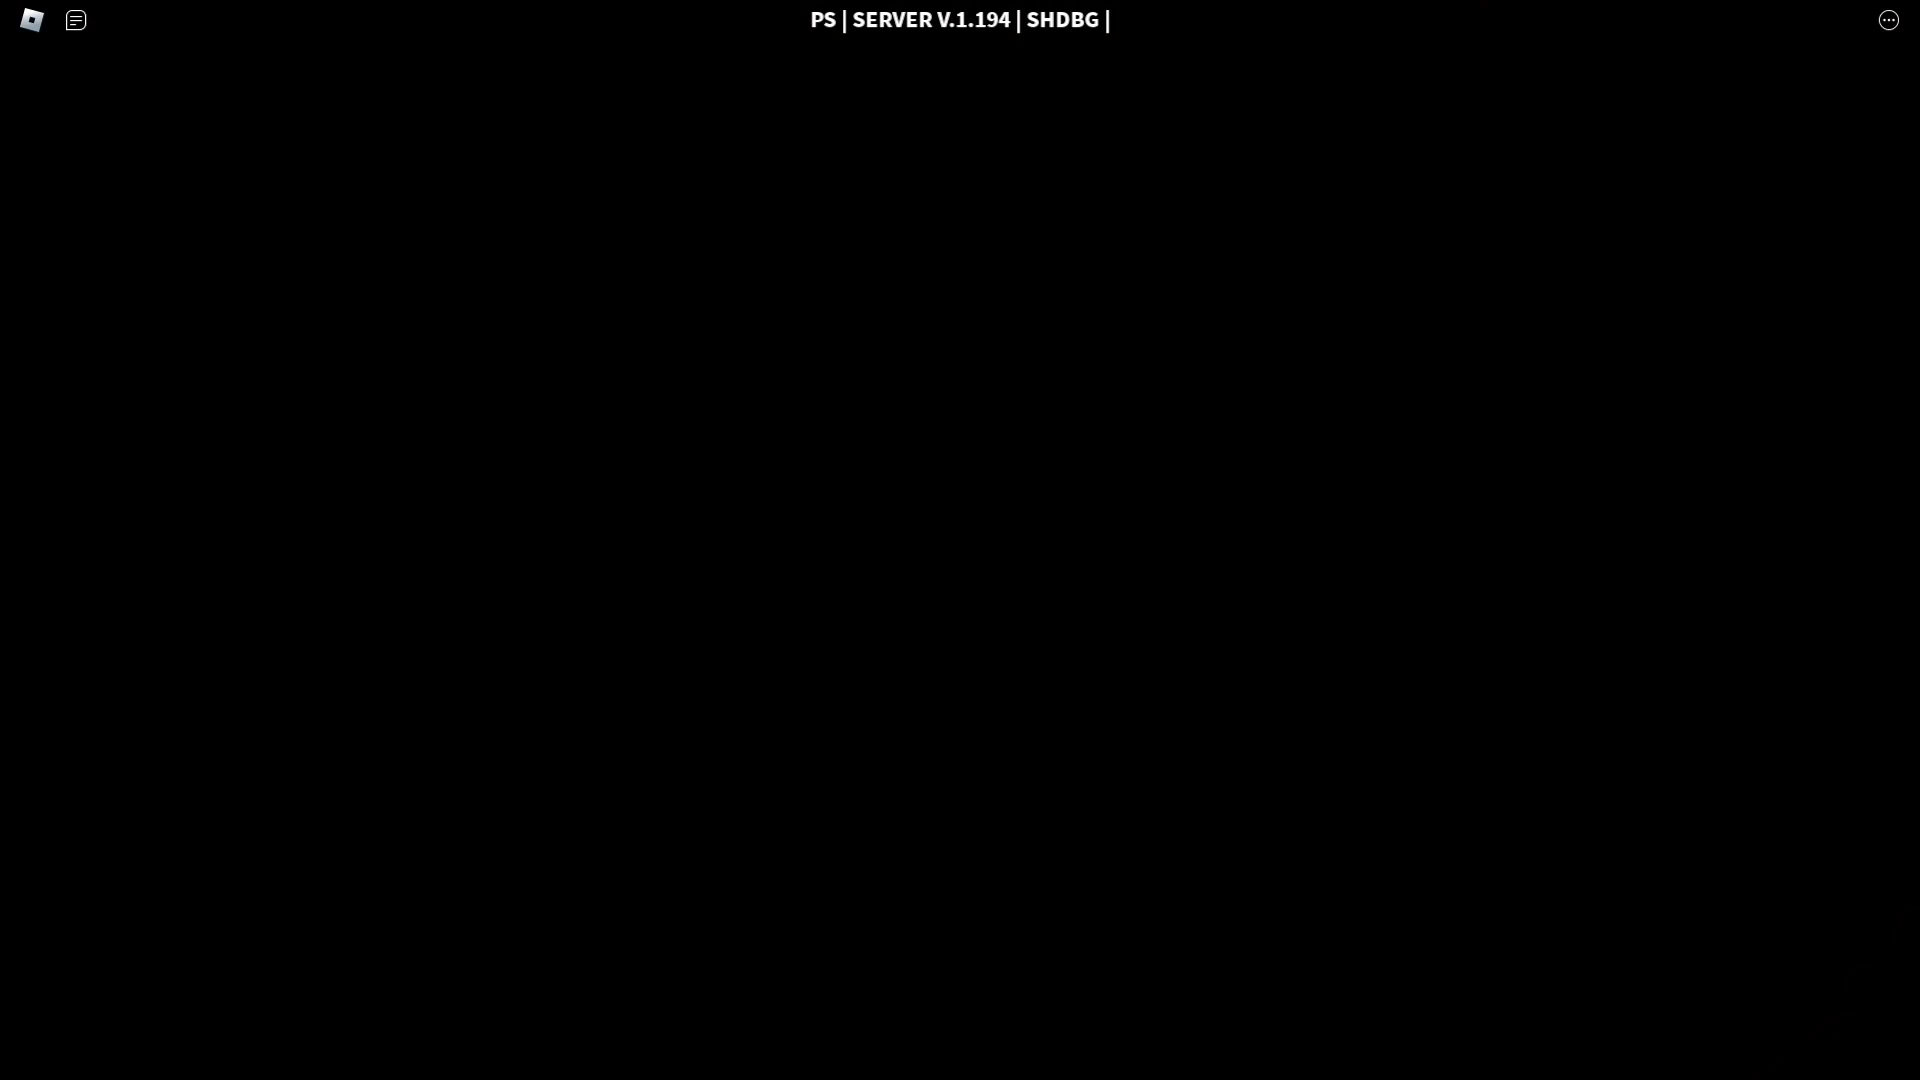 PS | SERVER V.1.194 | SHDBG |